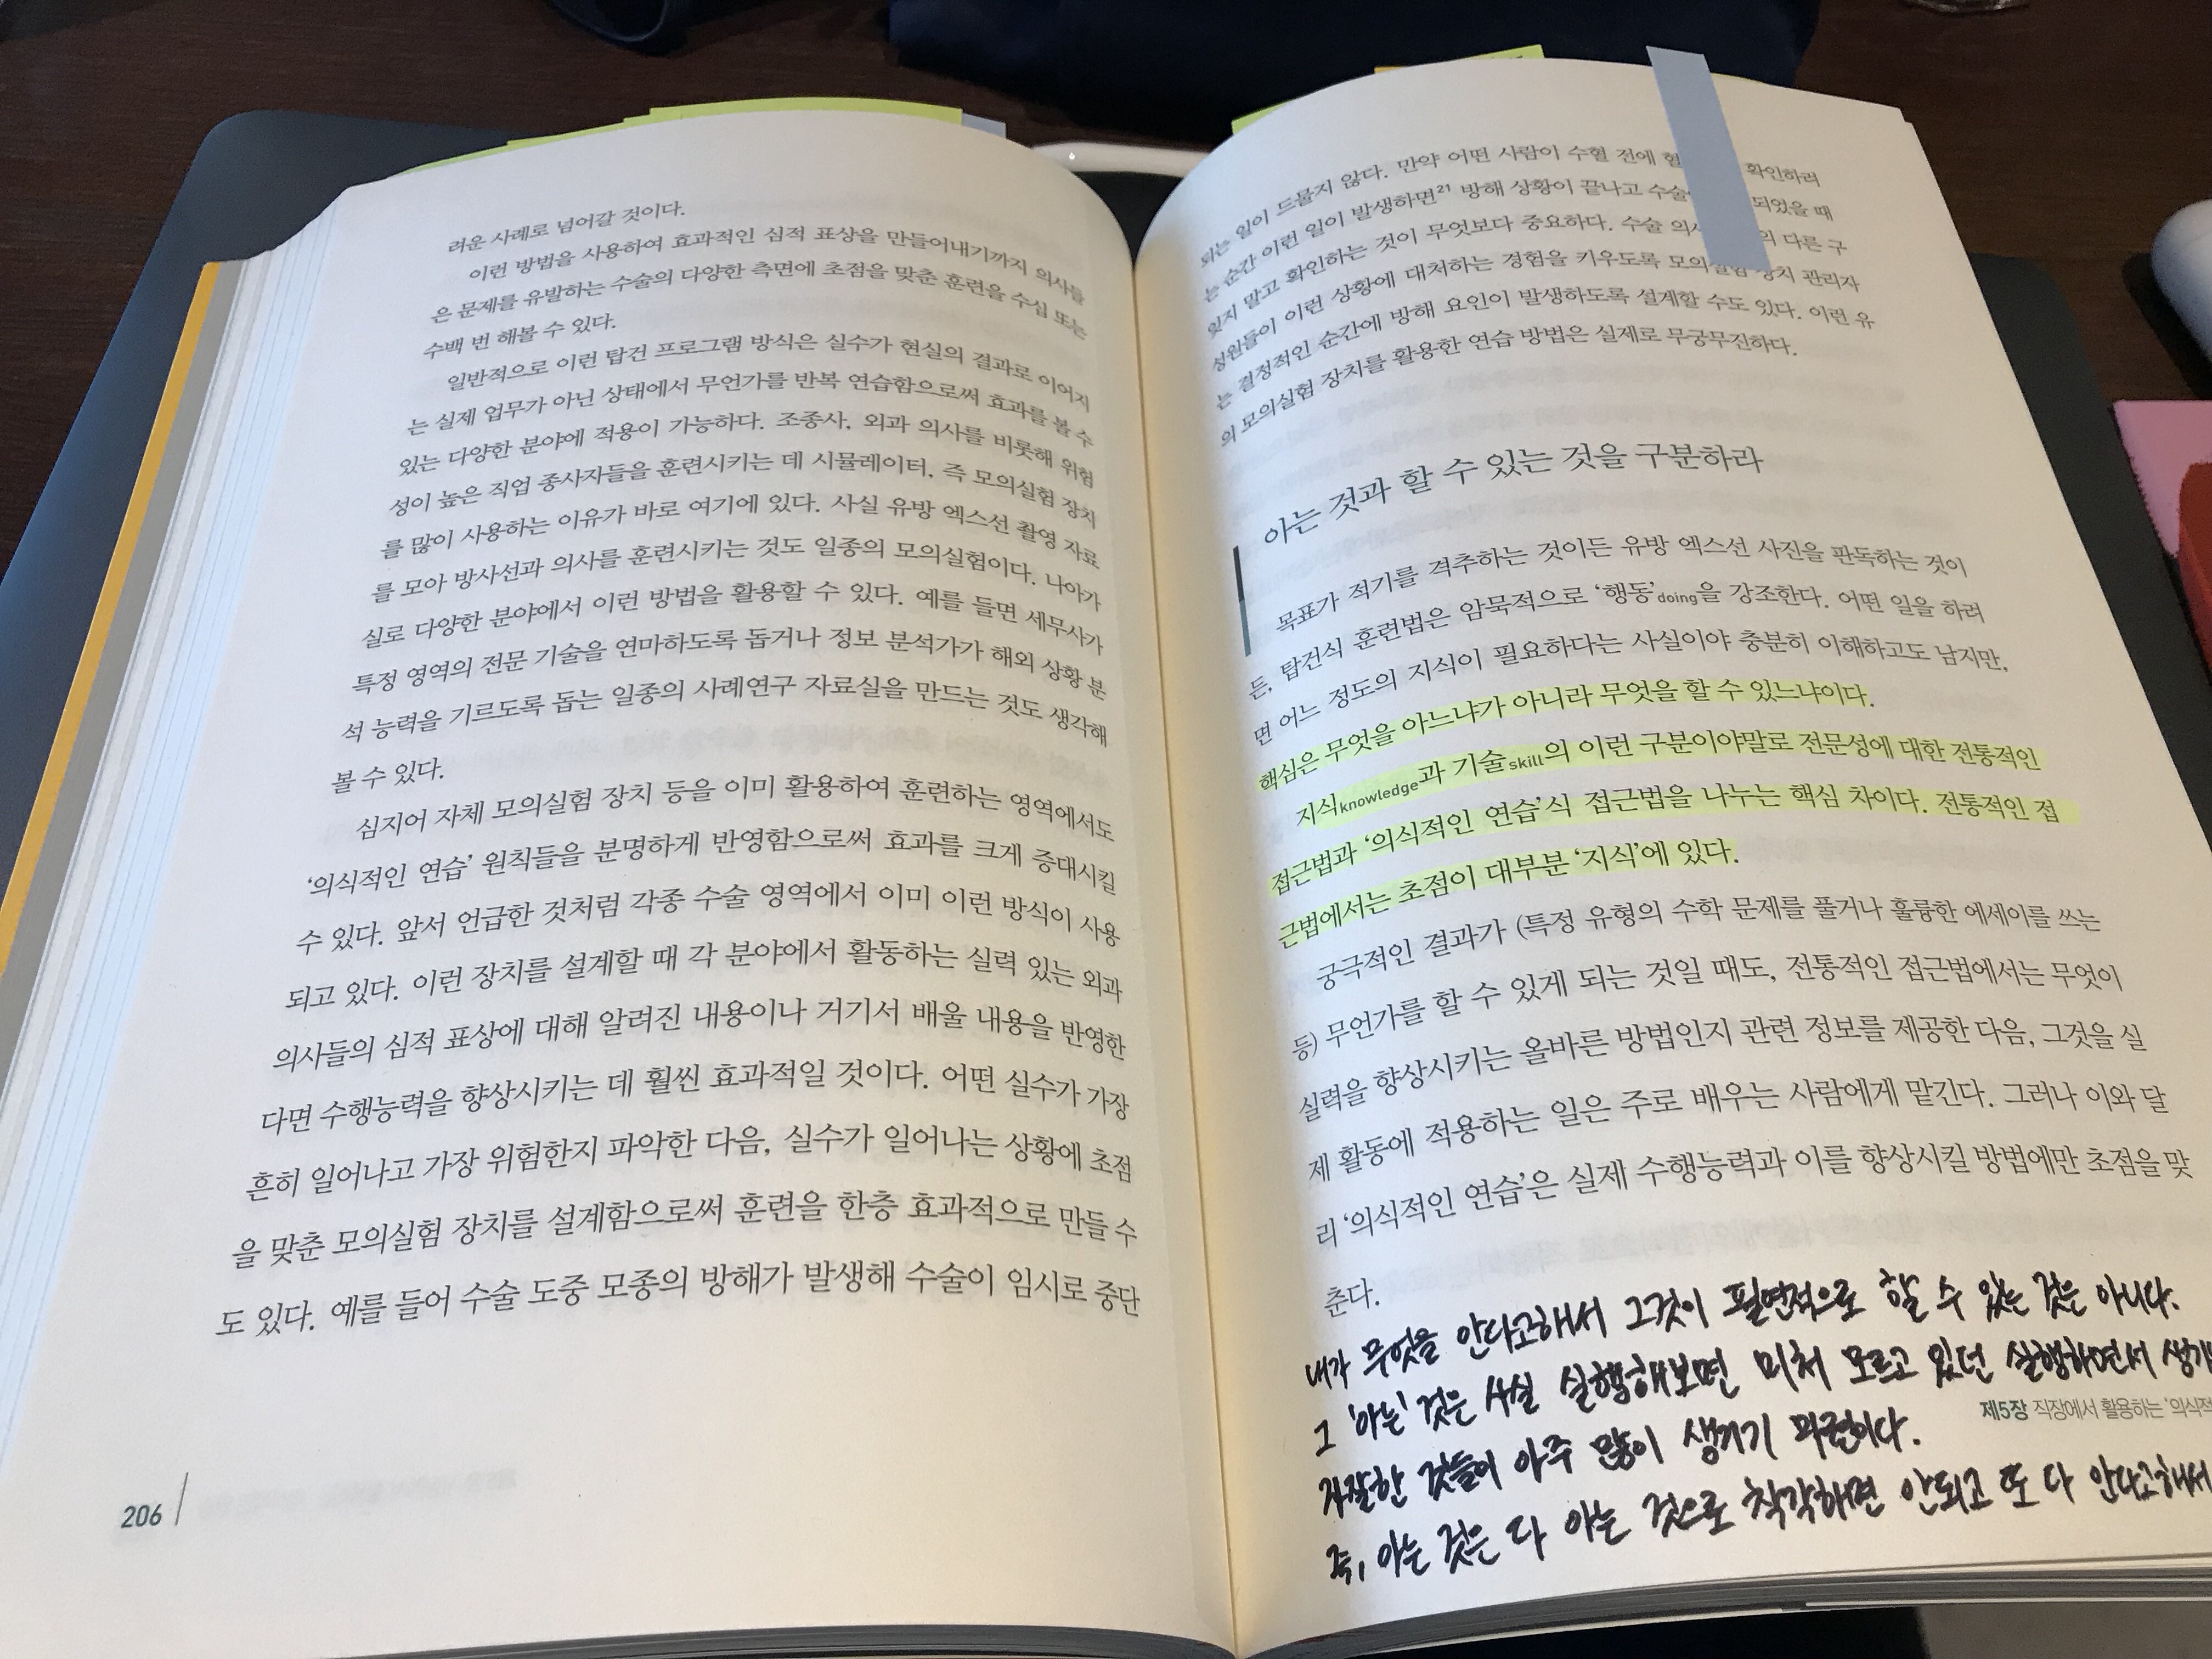 려운 사례로 넘어갈 것이다.
이런 방법을 사용하여 효과적인 심적 표상을 만들어내기까지 의사들
은 문제를 유발하는 수술의 다양한 측면에 초점을 맞춘 훈련을 수십 또는
수백 번 해볼 수 있다.
일반적으로 이런 탑건 프로그램 방식은 실수가 현실의 결과로 이어지
는 실제 업무가 아닌 상태에서 무언가를 반복 연습함으로써 효과를 볼 수
있는 다양한 분야에 적용이 가능하다. 조종사, 외과 의사를 비롯해 위험
성이 높은 직업 종사자들을 훈련시키는 데 시뮬레이터, 즉 모의실험 장치
를 많이 사용하는 이유가 바로 여기에 있다. 사실 유방 엑스선 촬영 자료
를 모아 방사선과 의사를 훈련시키는 것도 일종의 모의실험이다. 나아가
실로 다양한 분야에서 이런 방법을 활용할 수 있다. 예를 들면 세무사가
특정 영역의 전문 기술을 연마하도록 돕거나 정보 분석가가 해외 상황 분
석 능력을 기르도록 돕는 일종의 사례연구 자료실을 만드는 것도 생각해
볼 수 있다.
심지어 자체 모의실험 장치 등을 이미 활용하여 훈련하는 영역에서도
'의식적인 연습' 원칙들을 분명하게 반영함으로써 효과를 크게 증대시킬
수 있다. 앞서 언급한 것처럼 각종 수술 영역에서 이미 이런 방식이 사용
되고 있다. 이런 장치를 설계할 때 각 분야에서 활동하는 실력 있는 외과
의사들의 심적 표상에 대해 알려진 내용이나 거기서 배울 내용을 반영한
다면 수행능력을 향상시키는 데 훨씬 효과적일 것이다. 어떤 실수가 가장
흔히 일어나고 가장 위험한지 파악한 다음, 실수가 일어나는 상황에 초점
을 맞춘 모의실험 장치를 설계함으로써 훈련을 한층 효과적으로 만들 수
도 있다. 예를 들어 수술 도중 모종의 방해가 발생해 수술이 임시로 중단
206
되는 일이 드물지 않다. 만약 어떤 사람이 수혈 전에 확인하려
는 순간 이런 일이 발생하면21 방해 상황이 끝나고 수술 되었을 때
잊지 말고 확인하는 것이 무엇보다 중요하다. 수술 다른 구
성원들이 이런 상황에 대처하는 경험을 키우도록 모의실험 장치 관리자
는 결정적인 순간에 방해 요인이 발생하도록 설계할 수도 있다. 이런 유
의 모의실험 장치를 활용한 연습 방법은 실제로 무궁무진하다.
아는 것과 할 수 있는 것을 구분하라
목표가 적기를 격추하는 것이든 유방 엑스선 사진을 판독하는 것이
든, 탑건식 훈련법은 암묵적으로 '행동'doing을 강조한다. 어떤 일을 하려
면 어느 정도의 지식이 필요하다는 사실이야 충분히 이해하고도 남지만,
핵심은 무엇을 아느냐가 아니라 무엇을 할 수 있느냐이다.
지식knowledge과 기술skill의 이런 구분이야말로 전문성에 대한 전통적인
접근법과 '의식적인 연습'식 접근법을 나누는 핵심 차이다. 전통적인 접
근법에서는 초점이 대부분 '지식'에 있다.
궁극적인 결과가 (특정 유형의 수학 문제를 풀거나 훌륭한 에세이를 쓰는
등) 무언가를 할 수 있게 되는 것일 때도, 전통적인 접근법에서는 무엇이
실력을 향상시키는 올바른 방법인지 관련 정보를 제공한 다음, 그것을 실
제 활동에 적용하는 일은 주로 배우는 사람에게 맡긴다. 그러나 이와 달
리 '의식적인 연습'은 실제 수행능력과 이를 향상시킬 방법에만 초점을 맞
춘다.
내가 무엇을 안다고해서 그것이 필연적으로 할 수 있는 것은 아니다.
그 '아는' 것은 사실 실행해보면 미처 모르고 있던 실행하면서
제5장 직장에서 활용하는 '의식적
자잘한 것들이 아주 많이 생기기 마련이다.
즉, 아는 것은 다 아는 것으로 착각하면 안되고 또 다 안다고해서